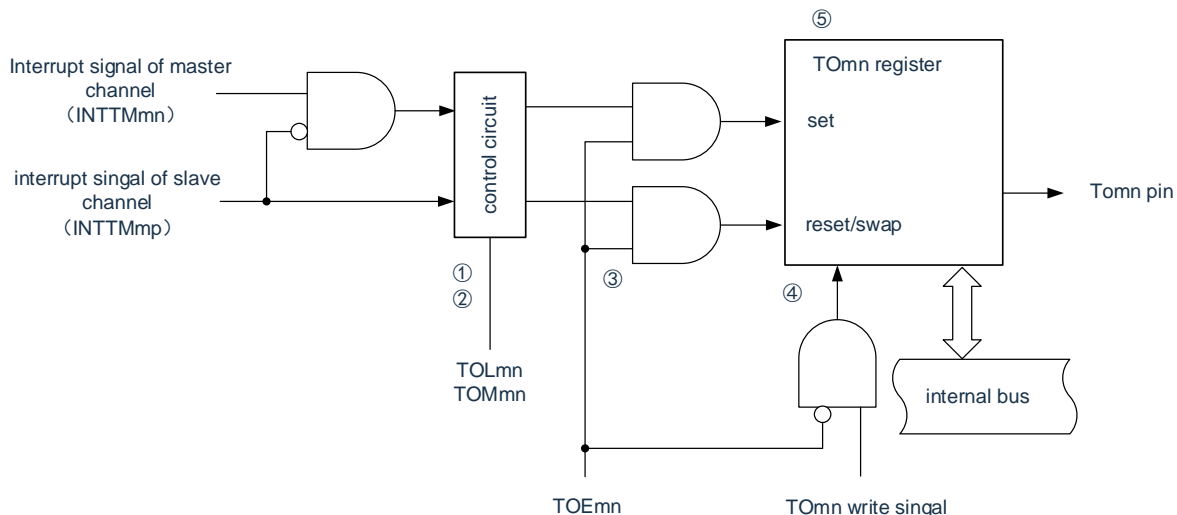 ⑤
Interrupt signal of master
channel
（INTTMmn）
TOmn register
set
control circuit
interrupt singal of slave
channel
（INTTMmp）
Tomn pin
reset/swap
①
②
③
④
TOLmn
TOMmn
internal bus
TOEmn
TOmn write singal